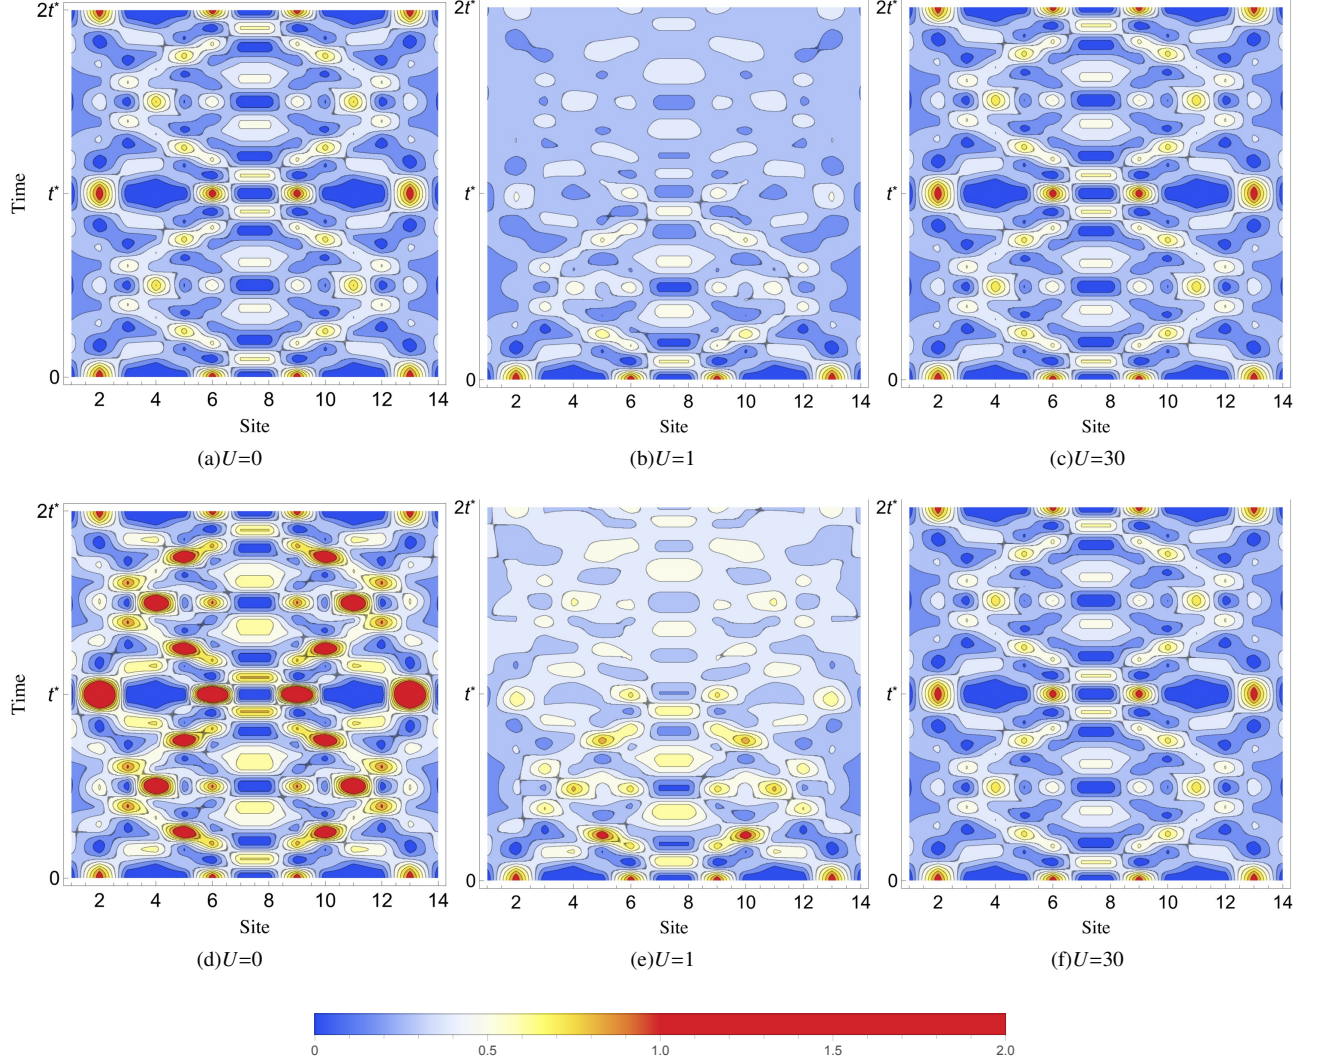 2t* 2t* 2t*
Time t* t* t*
0 0 0
2 4 6 8 10 12 14 2 4 6 8 10 12 14 2 4 6 8 10 12 14
Site Site Site
(a)U=0 (b)U=1 (c)U=30
2t* 2t* 2t*
Time t* t* t*
0 0 0
2 4 6 8 10 12 14 2 4 6 8 10 12 14 2 4 6 8 10 12 14
Site Site Site
(d)U=0 (e)U=1 (f)U=30
0 0.5 1.0 1.5 2.0